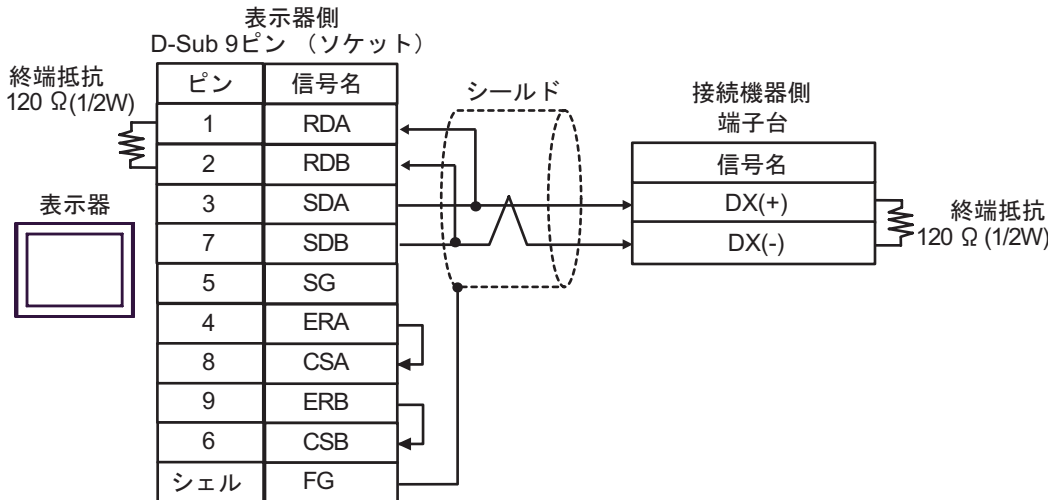 表示器側
D-Sub 9ピン （ソケット）
終端抵抗
120 Ω(1/2W)
ピン 信号名
1 RDA
2 RDB
3 SDA
7 SDB
5 SG
4 ERA
8 CSA
9 ERB
6 CSB
シェル FG
表示器
シールド
接続機器側
端子台
信号名
DX(+)
DX(-)
終端抵抗
120 Ω (1/2W)